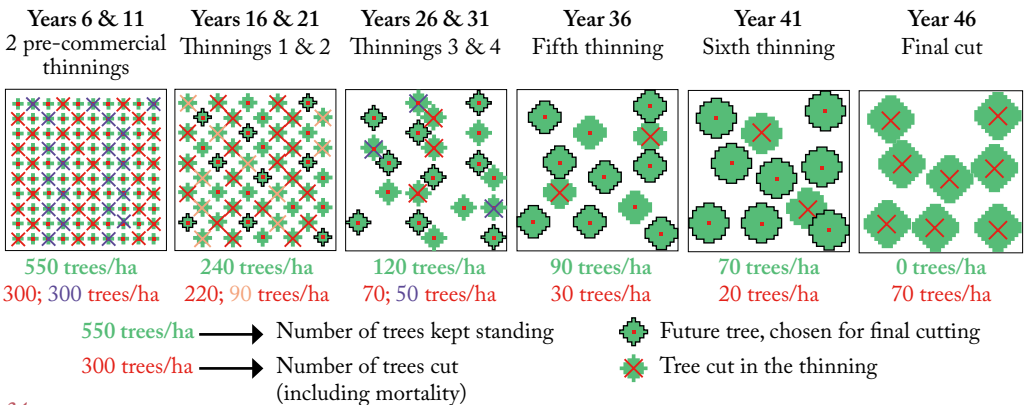 Years 6 & 11
2 pre-commercial
thinnings
Years 16 & 21
Thinnings 1 & 2
Years 26 & 31
Thinnings 3 & 4
Year 36
Fifth thinning
Year 41
Sixth thinning
Year 46
Final cut
550 trees/ha
300; 300 trees/ha
240 trees/ha
220; 90 trees/ha
120 trees/ha
70; 50 trees/ha
90 trees/ha
30 trees/ha
70 trees/ha
20 trees/ha
0 trees/ha
70 trees/ha
550 trees/ha
Number of trees kept standing
300 trees/ha
Number of trees cut
(including mortality)
Future tree, chosen for final cutting
Tree cut in the thinning